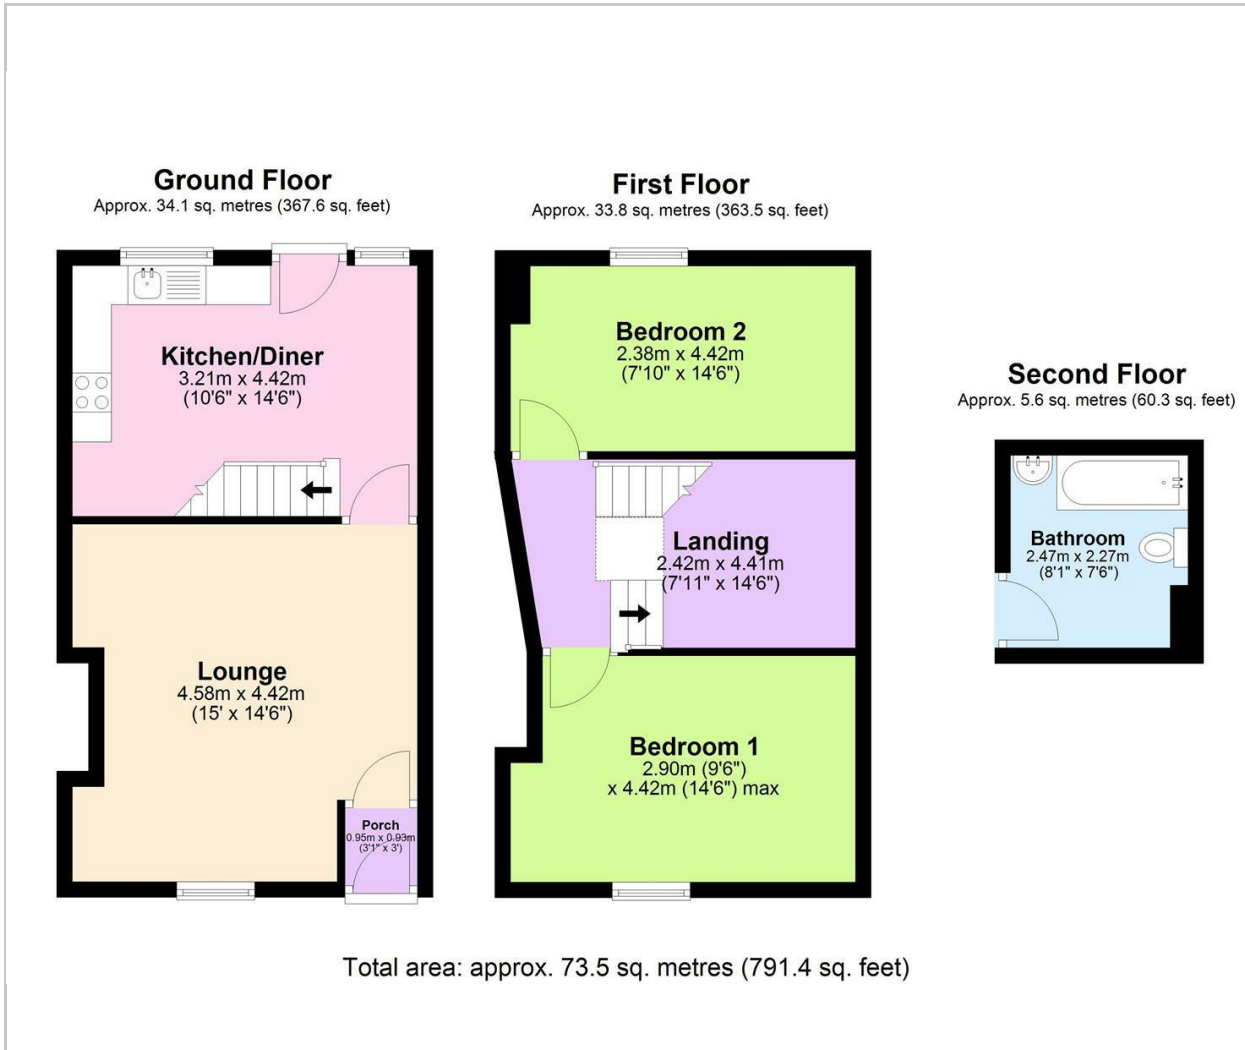 Ground Floor
Approx. 34.1 sq. metres (367.6 sq. feet)
Kitchen/Diner
3.21m x 4.42m
(10'6" x 14'6")
Lounge
4.58m x 4.42m
(15' x 14'6")
Porch
0.95m x 0.93m
(3'1" x 3')
First Floor
Approx. 33.8 sq. metres (363.5 sq. feet)
Bedroom 2
2.38m x 4.42m
(7'10" x 14'6")
Landing
2.42m x 4.41m
(7'11" x 14'6")
Bedroom 1
2.90m (9'6")
x 4.42m (14'6") max
Second Floor
Approx. 5.6 sq. metres (60.3 sq. feet)
Bathroom
2.47m x 2.27m
(8'1" x 7'6")
Total area: approx. 73.5 sq. metres (791.4 sq. feet)